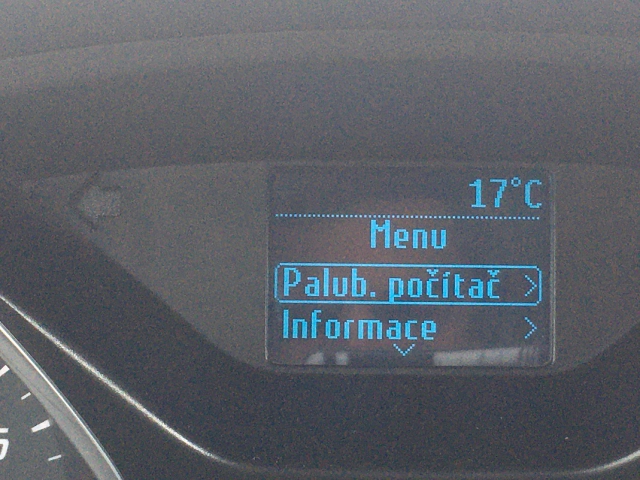 17°C
Menu
Palub. počítač >
Informace >